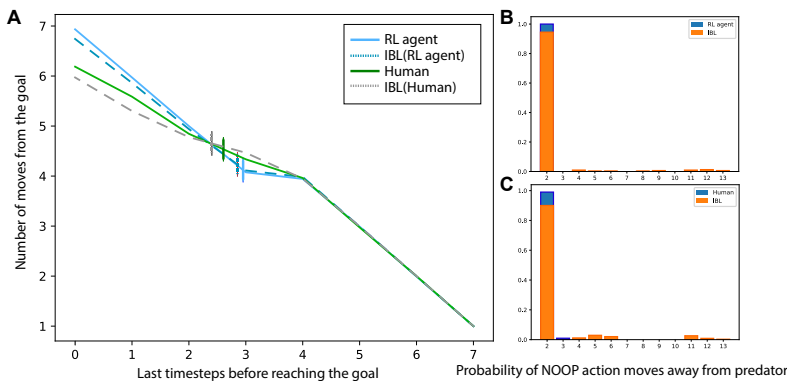 A
7
6
5
4
3
2
1
0 1 2 3 4 5 6 7
Number of moves from the goal
Last timesteps before reaching the goal
RL agent
IBL(RL agent)
Human
IBL(Human)
B
1.0
0.8
0.6
0.4
0.2
0.0
2 3 4 5 6 7 8 9 10 11 12 13
RL agent
IBL
C
1.0
0.8
0.6
0.4
0.2
0.0
2 3 4 5 6 7 8 9 10 11 12 13
Human
IBL
Probability of NOOP action moves away from predator